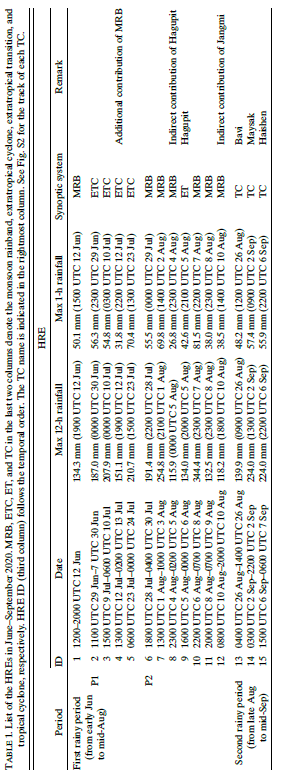 TABLE 1. List of the HREs in June–September 2020. MRB, ETC, ET, and TC in the last two columns denote the monsoon rainband, extratropical cyclone, extratropical transition, and
tropical cyclone, respectively. HRE ID (third column) follows the temporal order. The TC name is indicated in the rightmost column. See Fig. S2 for the track of each TC.
HRE
Period ID Date Max 12-h rainfall Max 1-h rainfall Synoptic system Remark
First rainy period 1 1200–2000 UTC 12 Jun 134.3 mm (1900 UTC 12 Jun) 50.1 mm (1500 UTC 12 Jun) MRB
(from early Jun P1 2 1100 UTC 29 Jun–7 UTC 30 Jun 187.0 mm (0000 UTC 30 Jun) 56.3 mm (2300 UTC 29 Jun) ETC
to mid-Aug) 3 1500 UTC 9 Jul–0600 UTC 10 Jul 207.9 mm (0000 UTC 10 Jul) 54.8 mm (0300 UTC 10 Jul) ETC
4 1300 UTC 12 Jul–0200 UTC 13 Jul 151.1 mm (1900 UTC 12 Jul) 31.8 mm (2200 UTC 12 Jul) ETC Additional contribution of MRB
5 0600 UTC 23 Jul–0000 UTC 24 Jul 210.7 mm (1500 UTC 23 Jul) 70.4 mm (1300 UTC 23 Jul) ETC
P2 6 1800 UTC 28 Jul–0400 UTC 30 Jul 191.4 mm (2200 UTC 28 Jul) 55.5 mm (0000 UTC 29 Jul) MRB
7 1300 UTC 1 Aug–1000 UTC 3 Aug 254.8 mm (2100 UTC 1 Aug) 69.8 mm (1400 UTC 2 Aug) MRB
8 2300 UTC 4 Aug–0200 UTC 5 Aug 115.9 mm (0000 UTC 5 Aug) 26.8 mm (2300 UTC 4 Aug) MRB Indirect contribution of Hagupit
9 1600 UTC 5 Aug–0000 UTC 6 Aug 134.0 mm (2000 UTC 5 Aug) 42.6 mm (2100 UTC 5 Aug) ET Hagupit
10 2200 UTC 6 Aug–0700 UTC 8 Aug 344.4 mm (2300 UTC 7 Aug) 81.5 mm (2200 UTC 7 Aug) MRB
11 2000 UTC 8 Aug–0700 UTC 9 Aug 132.5 mm (2300 UTC 8 Aug) 38.0 mm (2300 UTC 8 Aug) MRB
12 0800 UTC 10 Aug–2000 UTC 10 Aug 118.2 mm (1800 UTC 10 Aug) 38.5 mm (1400 UTC 10 Aug) MRB Indirect contribution of Jangmi
Second rainy period 13 0400 UTC 26 Aug–1400 UTC 26 Aug 139.9 mm (0900 UTC 26 Aug) 48.2 mm (1200 UTC 26 Aug) TC Bavi
(from late Aug 14 0300 UTC 2 Sep–2200 UTC 2 Sep 234.0 mm (1300 UTC 2 Sep) 57.4 mm (0900 UTC 2 Sep) TC Maysak
to mid-Sep) 15 1500 UTC 6 Sep–0600 UTC 7 Sep 224.0 mm (2200 UTC 6 Sep) 55.9 mm (2200 UTC 6 Sep) TC Haishen